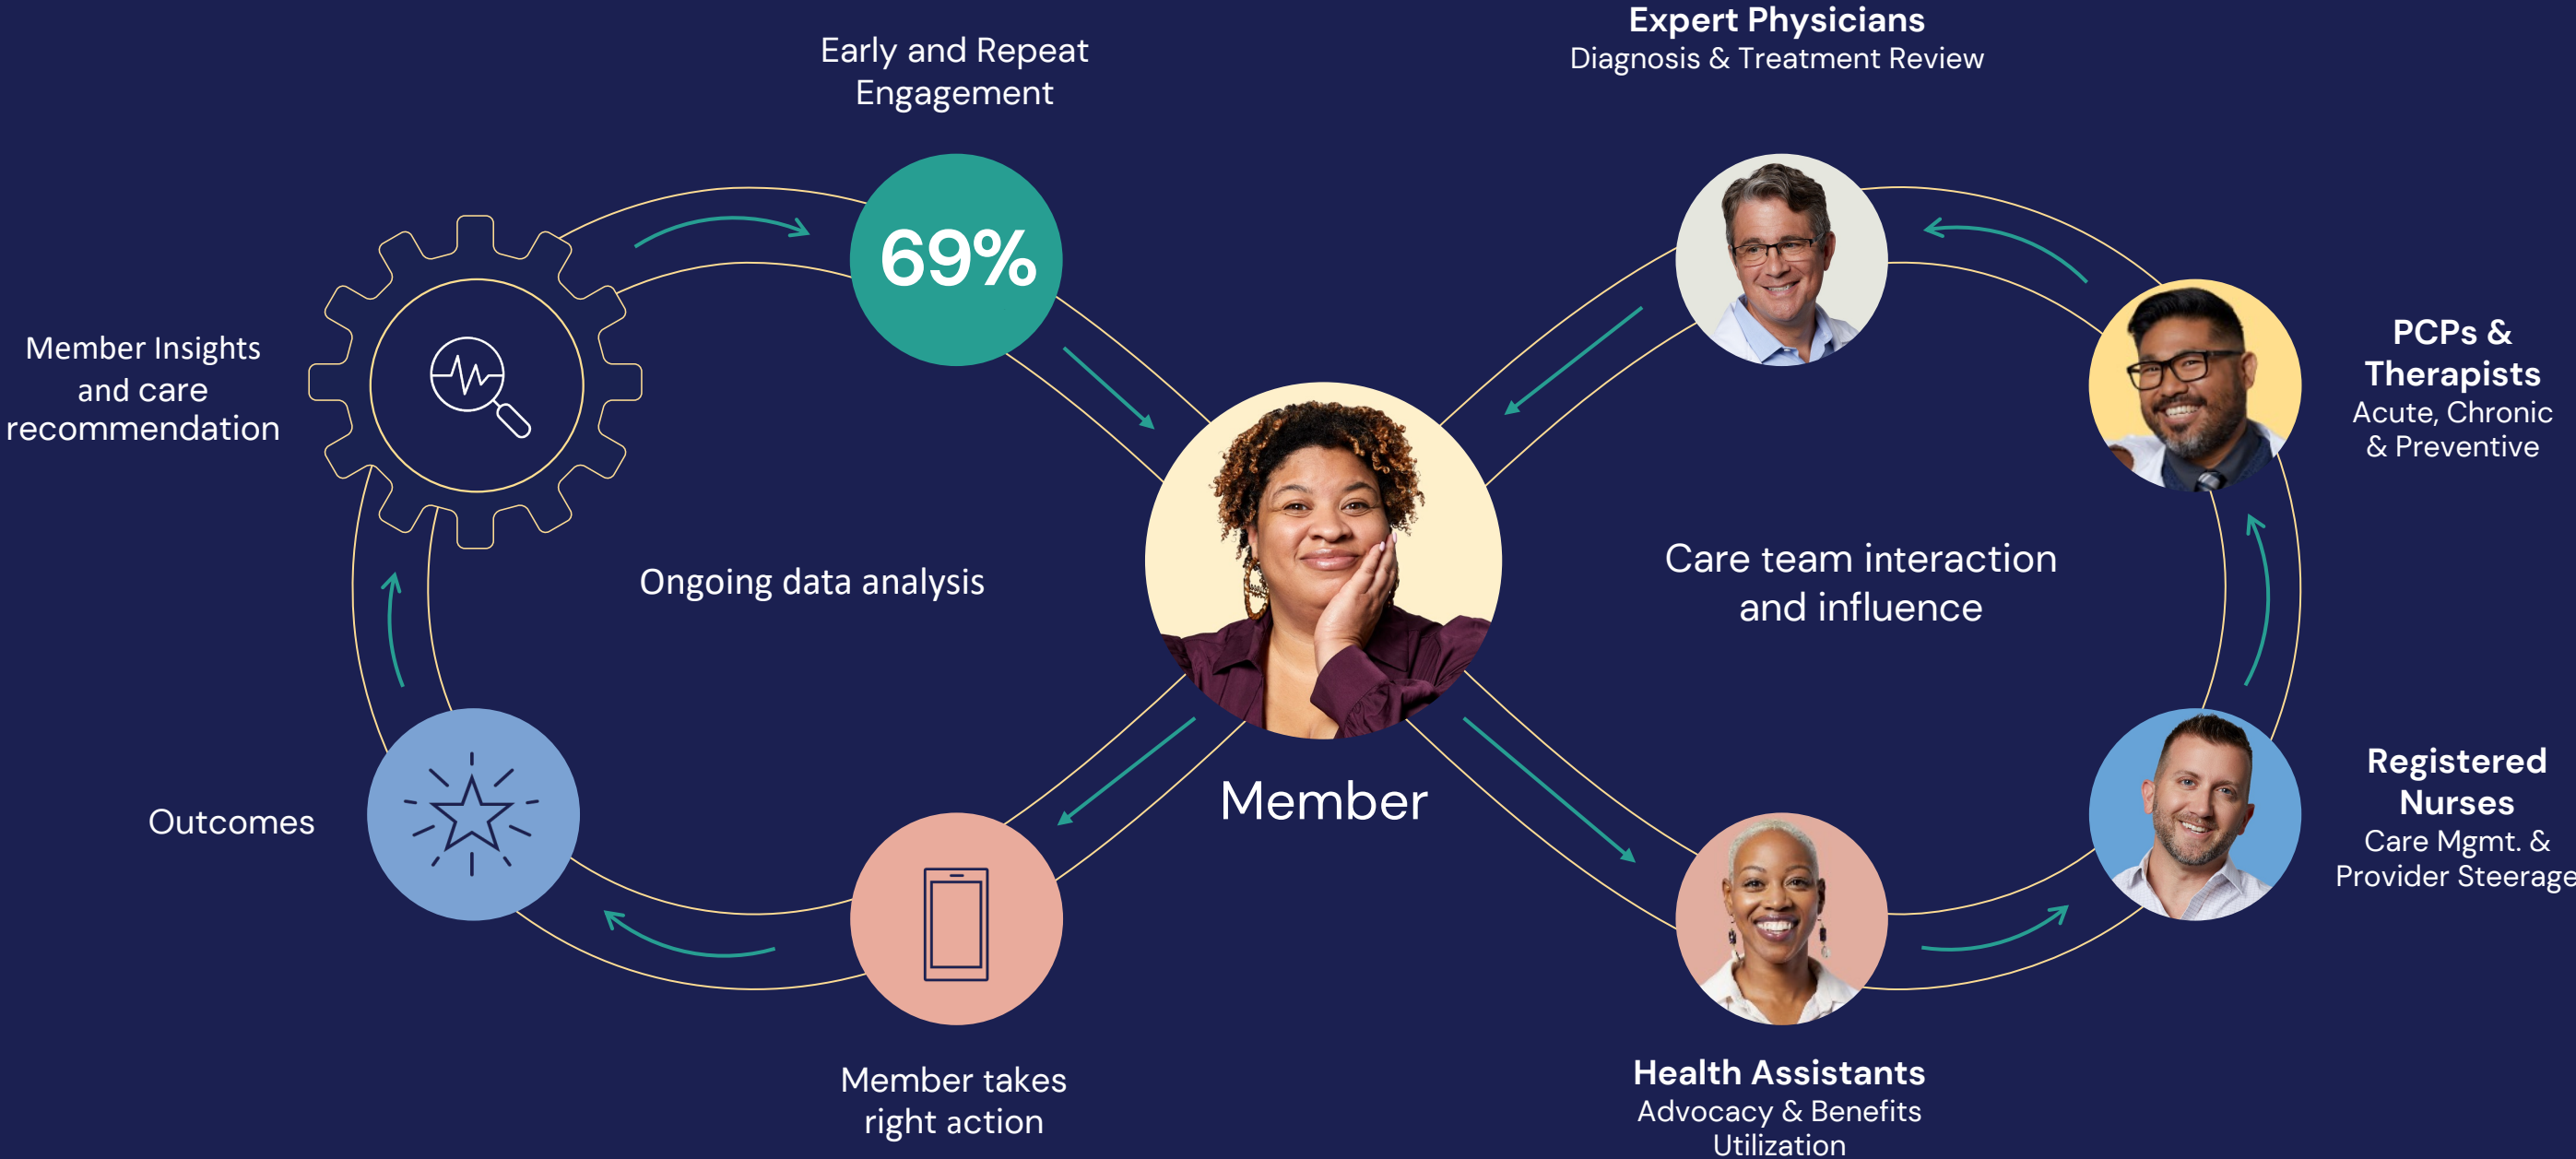 Expert Physicians
Diagnosis & Treatment Review
Early and Repeat
Engagement
69%
Member Insights
and care
recommendation
PCPs &
Therapists
Acute, Chronic
& Preventive
Ongoing data analysis
Care team interaction
and influence
Member
Outcomes
Registered
Nurses
Care Mgmt. &
Provider Steerage
Member takes
right action
Health Assistants
Advocacy & Benefits
Utilization